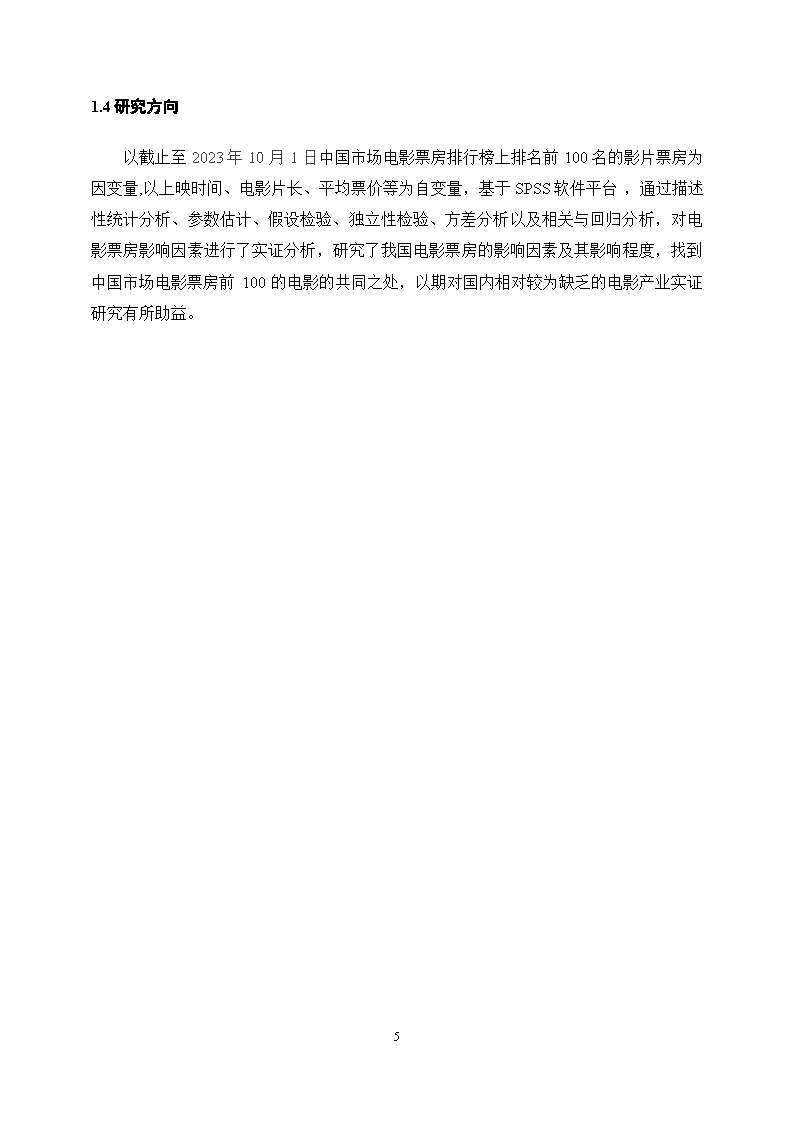 1.4 研究方向
以截止至 2023 年 10 月 1 日中国市场电影票房排行榜上排名前 100 名的影片票房为
因变量,以上映时间、电影片长、平均票价等为自变量，基于 SPSS 软件平台 ，通过描述
性统计分析、参数估计、假设检验、独立性检验、方差分析以及相关与回归分析，对电
影票房影响因素进行了实证分析，研究了我国电影票房的影响因素及其影响程度，找到
中国市场电影票房前 100 的电影的共同之处，以期对国内相对较为缺乏的电影产业实证
研究有所助益。
5